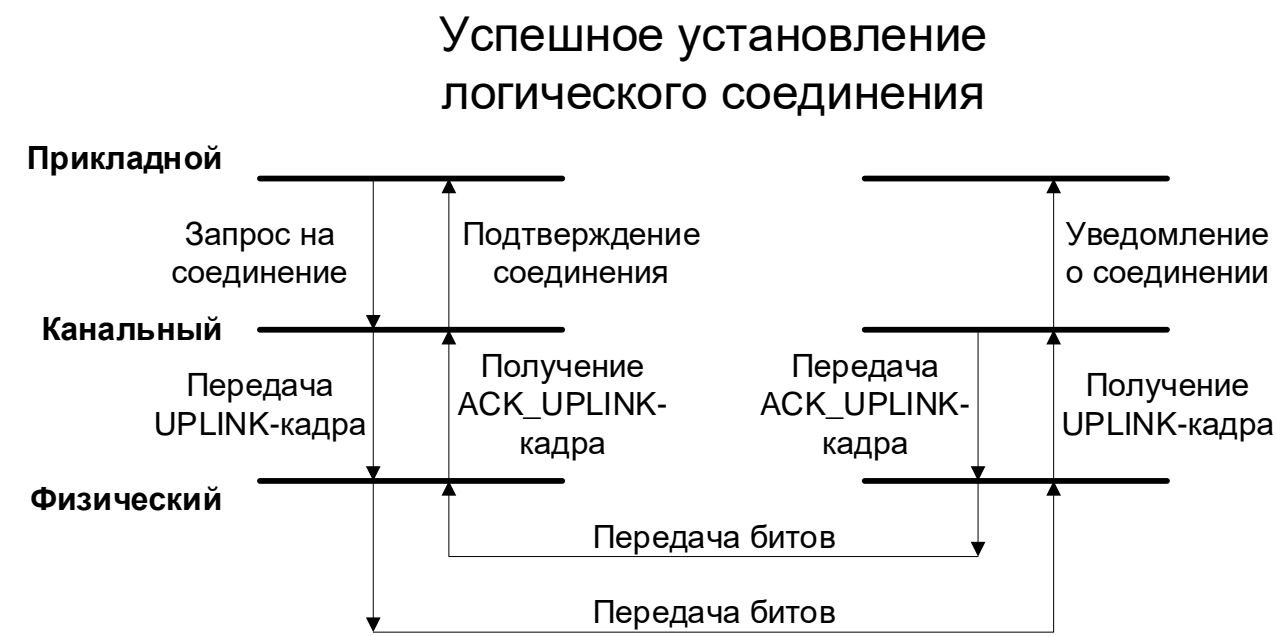 Успешное установление
логического соединения
Прикладной
Запрос на
соединение
Подтверждение
соединения
Уведомление
о соединении
Канальный
Передача
UPLINK-кадра
Получение
ACK_UPLINK-
кадра
Передача
ACK_UPLINK-
кадра
Получение
UPLINK-кадра
Физический
Передача битов
Передача битов